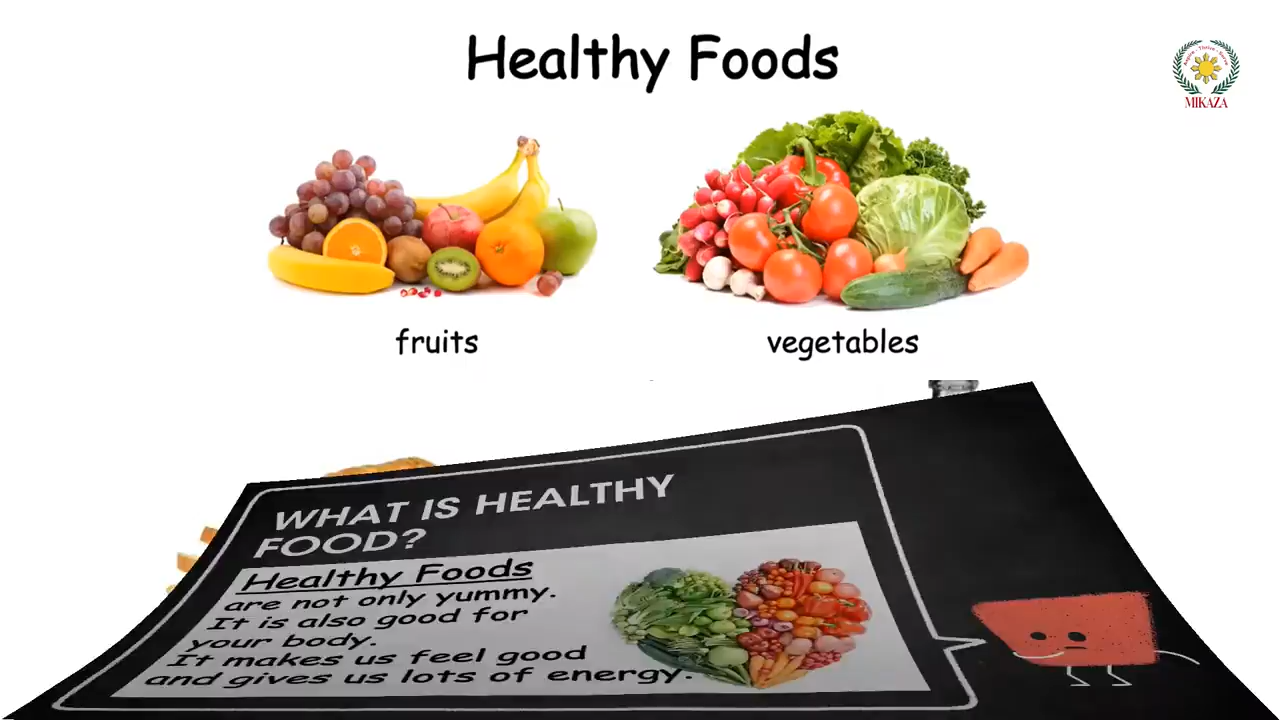 Healthy Foods
MIKAZA
fruits
vegetables
WHAT IS HEALTHY
FOOD?
Healthy Foods
are not only yummy.
It is also good for
your body.
It makes us feel good
and gives us lots of energy.